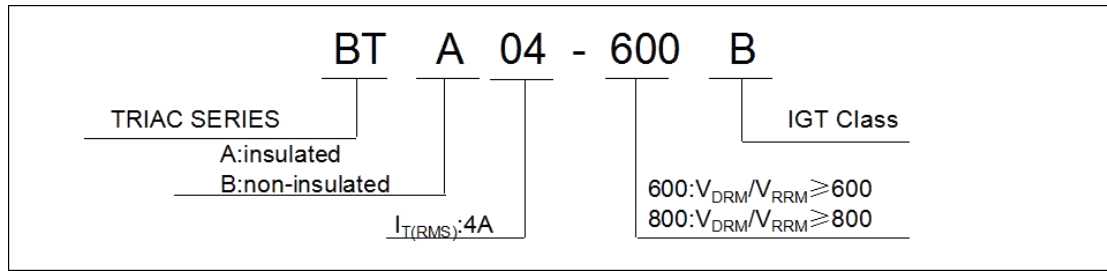 BT A 04 - 600 B
TRIAC SERIES
IGT Class
A:insulated
B:non-insulated
600:VDRM/VRRM≥600
800:VDRM/VRRM≥800
IT(RMS):4A